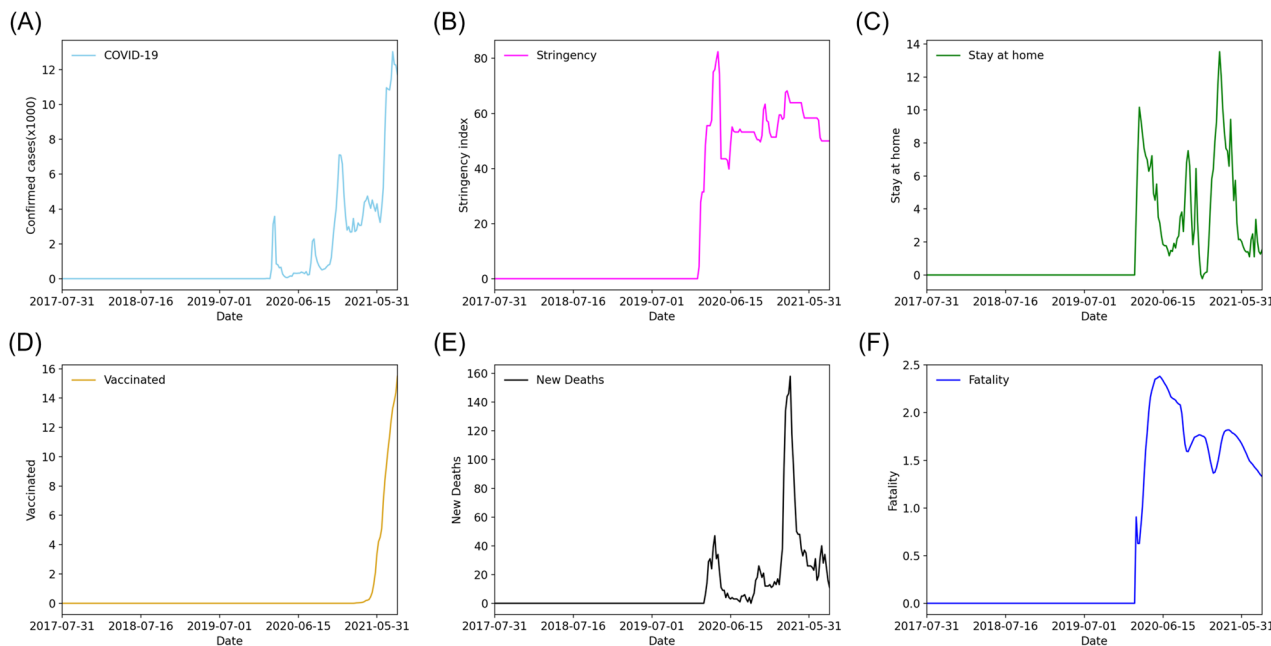 (A)
COVID-19
Confirmed cases(x1000)
12
10
8
6
4
2
0
2017-07-31 2018-07-16 2019-07-01 2020-06-15 2021-05-31
Date
(B)
Stringency
Stringency index
80
60
40
20
0
2017-07-31 2018-07-16 2019-07-01 2020-06-15 2021-05-31
Date
(C)
Stay at home
Stay at home
14
12
10
8
6
4
2
0
2017-07-31 2018-07-16 2019-07-01 2020-06-15 2021-05-31
Date
(D)
Vaccinated
Vaccinated
16
14
12
10
8
6
4
2
0
2017-07-31 2018-07-16 2019-07-01 2020-06-15 2021-05-31
Date
(E)
New Deaths
New Deaths
160
140
120
100
80
60
40
20
0
2017-07-31 2018-07-16 2019-07-01 2020-06-15 2021-05-31
Date
(F)
Fatality
Fatality
2.5
2.0
1.5
1.0
0.5
0.0
2017-07-31 2018-07-16 2019-07-01 2020-06-15 2021-05-31
Date